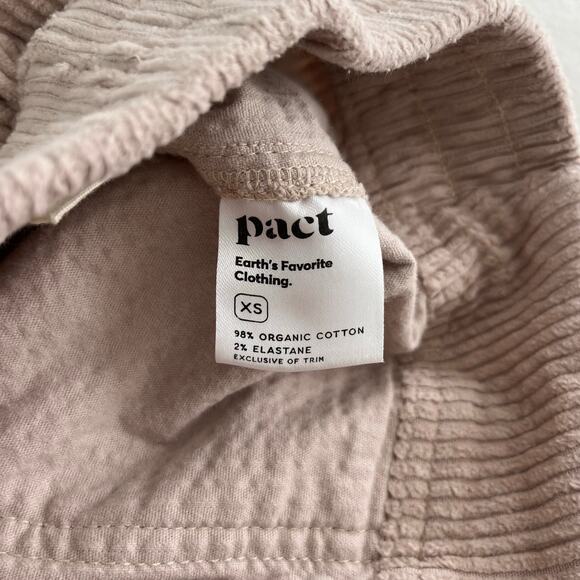 pact
Earth's Favorite
Clothing.
XS
98% ORGANIC COTTON
2% ELASTANE
EXCLUSIVE OF TRIM